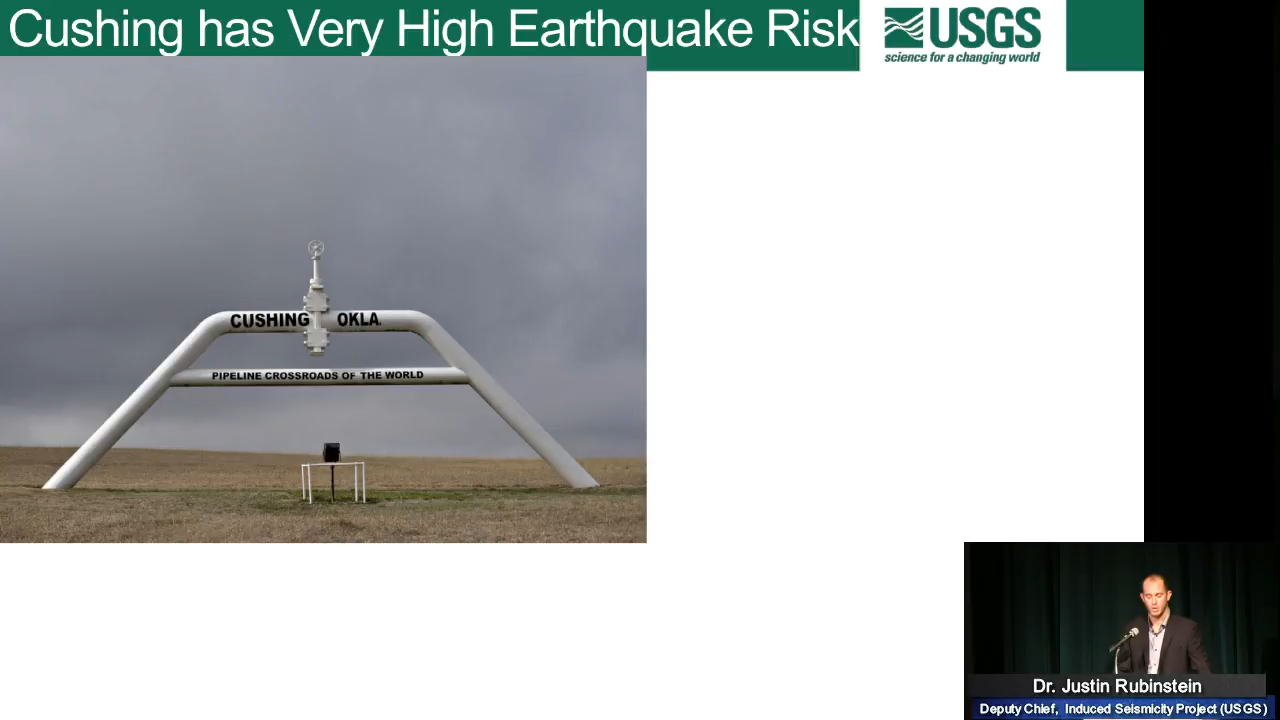 Cushing has Very High Earthquake Risk
USGS
science for a changing world
CUSHING OKLA.
PIPELINE CROSSROADS OF THE WORLD
Dr. Justin Rubinstein
Deputy Chief, Induced Seismicity Project (USGS)